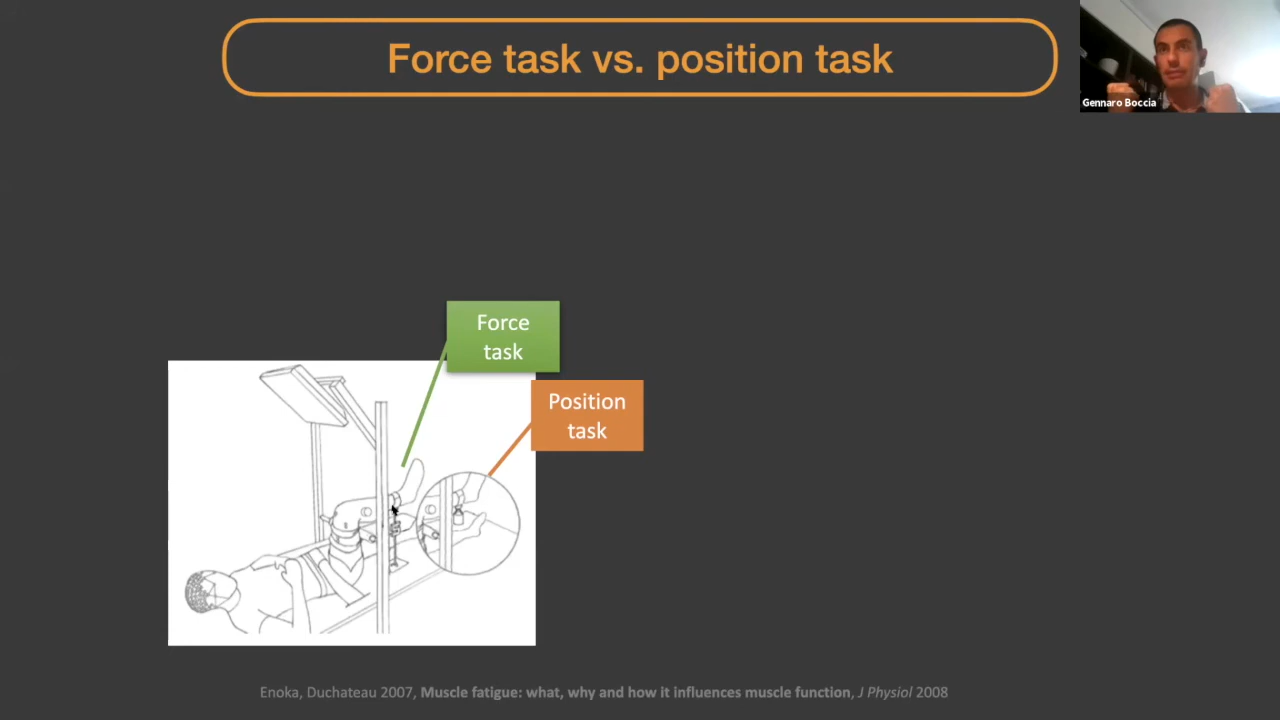 Force task vs. position task
Gennaro Boccia
Force
task
Position
task
Enoka, Duchateau 2007, Muscle fatigue: what, why and how it influences muscle function, J Physiol 2008